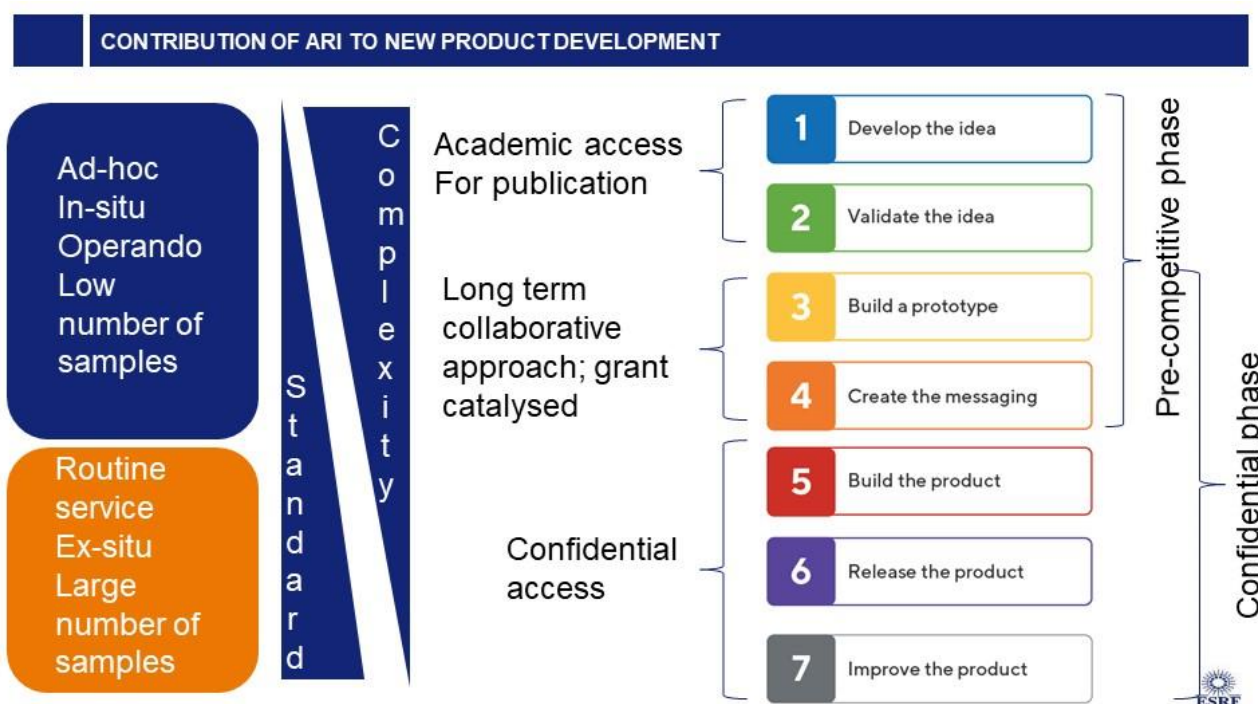 CONTRIBUTION OF ARI TO NEW PRODUCT DEVELOPMENT
Ad-hoc
In-situ
Operando
Low
number of
samples
Routine
service
Ex-situ
Large
number of
samples
Standard
Complexity
Academic access
For publication
Long term
collaborative
approach; grant
catalysed
Confidential
access
1 Develop the idea
2 Validate the idea
3 Build a prototype
4 Create the messaging
5 Build the product
6 Release the product
7 Improve the product
Pre-competitive phase
Confidential phase
ESRF